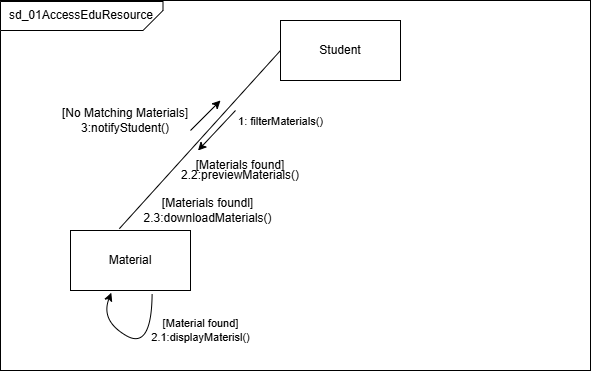 sd_01AccessEduResource
Student
[No Matching Materials]
3:notifyStudent()
1: filterMaterials()
[Materials found]
2.2:previewMaterials()
[Materials foundl]
2.3:downloadMaterials()
Material
[Material found]
2.1:displayMaterisl()